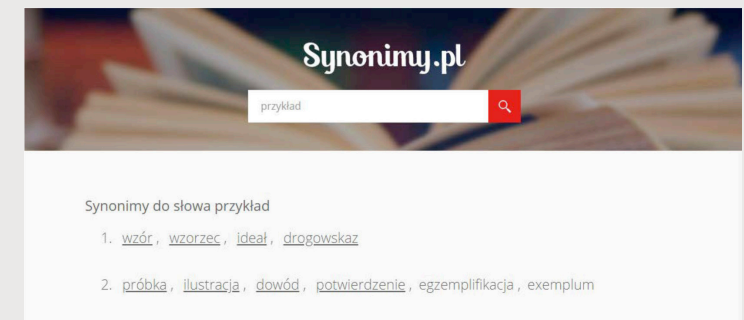 Synonimy.pl
przykład
Synonimy do słowa przykład
1. wzór , wzorzec , ideał , drogowskaz
2. próbka , ilustracja , dowód , potwierdzenie , egzemplifikacja , exemplum